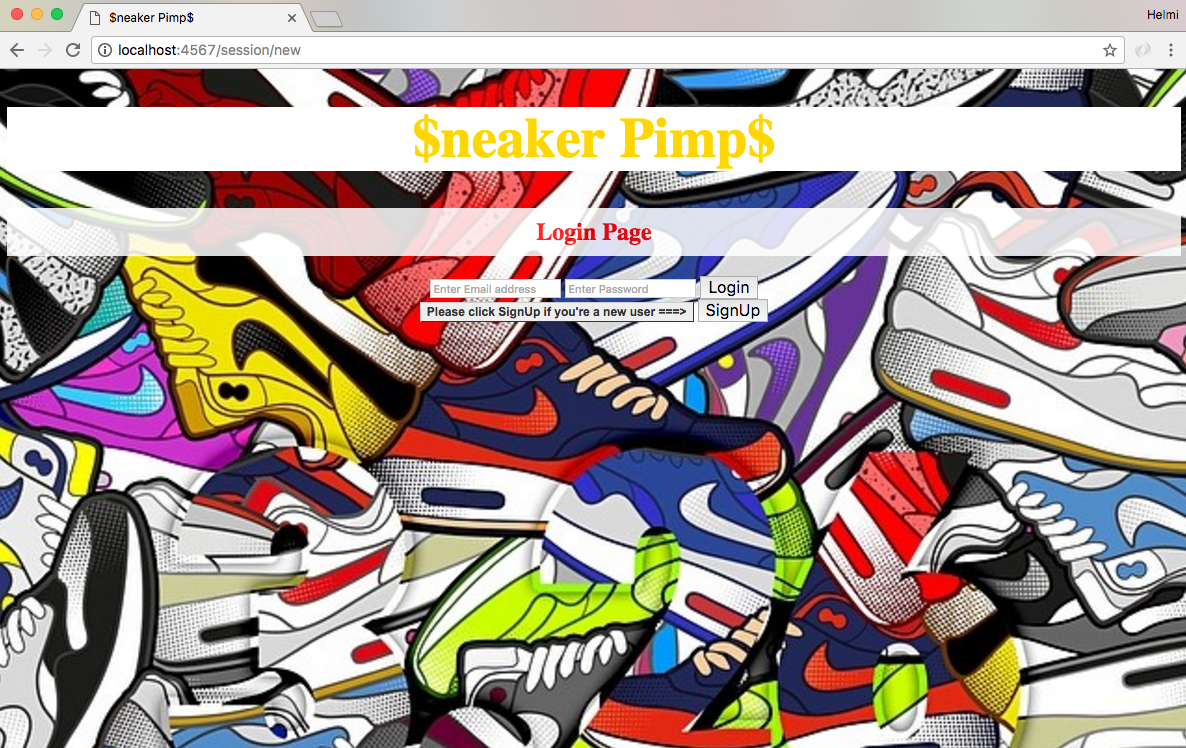 $neaker Pimp$
Helmi
localhost:4567/session/new
$neaker Pimp$
Login Page
Enter Email address Enter Password Login
Please click SignUp if you're a new user ===> SignUp